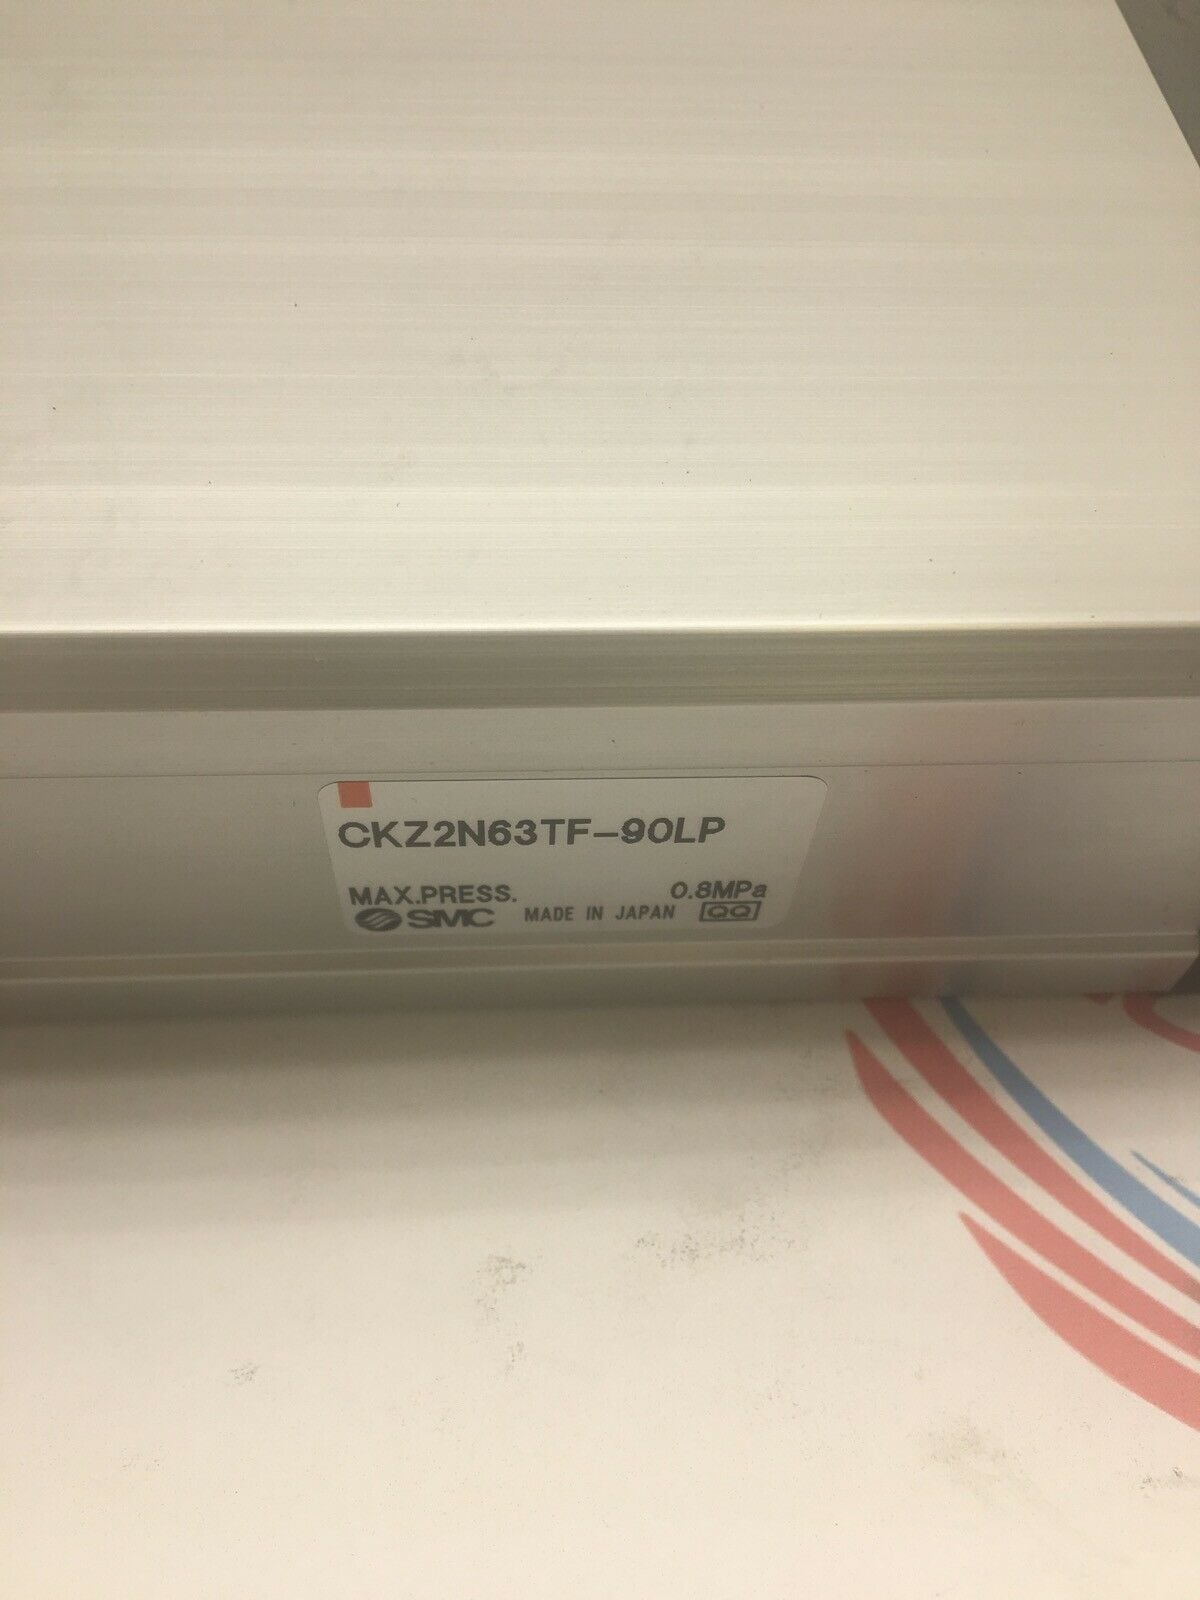 CKZ2N63TF-90LP
MAX.PRESS. 0.8MPa
SMC MADE IN JAPAN QQ